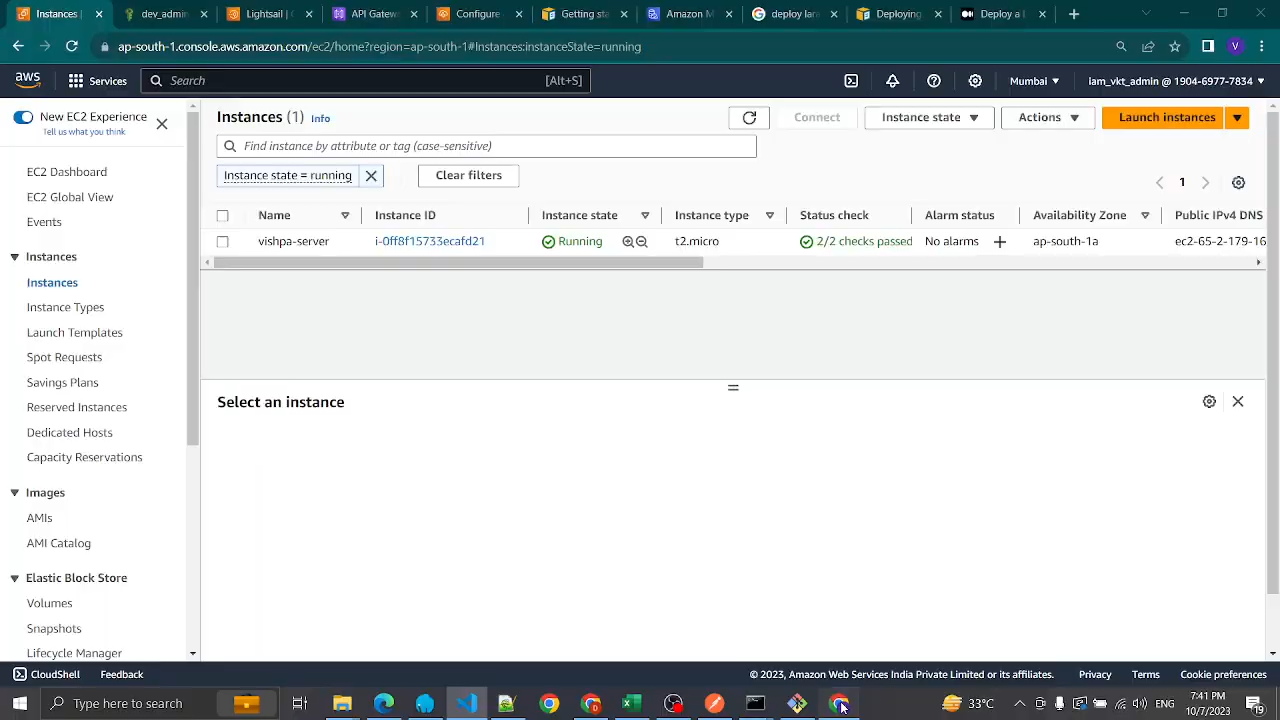 Instances |
dev_admin
Lightsail |
API Gatew
Configure
Getting sta
Amazon M
deploy lara
Deploying
Deploy a L
ap-south-1.console.aws.amazon.com/ec2/home?region=ap-south-1#Instances:instanceState=running
V
aws
Services
Search
[Alt+S]
Mumbai
iam_vkt_admin @ 1904-6977-7834
New EC2 Experience
Tell us what you think
EC2 Dashboard
EC2 Global View
Events
Instances
Instances
Instance Types
Launch Templates
Spot Requests
Savings Plans
Reserved Instances
Dedicated Hosts
Capacity Reservations
Images
AMIs
AMI Catalog
Elastic Block Store
Volumes
Snapshots
Lifecycle Manager
Instances (1) Info
Connect
Instance state
Actions
Launch instances
Find instance by attribute or tag (case-sensitive)
Instance state = running
Clear filters
1
Name Instance ID Instance state Instance type Status check Alarm status Availability Zone Public IPv4 DNS
vishpa-server i-0ff8f15733ecafd21 Running t2.micro 2/2 checks passed No alarms ap-south-1a ec2-65-2-179-16
Select an instance
CloudShell Feedback © 2023, Amazon Web Services India Private Limited or its affiliates. Privacy Terms Cookie preferences
Type here to search
33°C
ENG
7:41 PM
10/7/2023